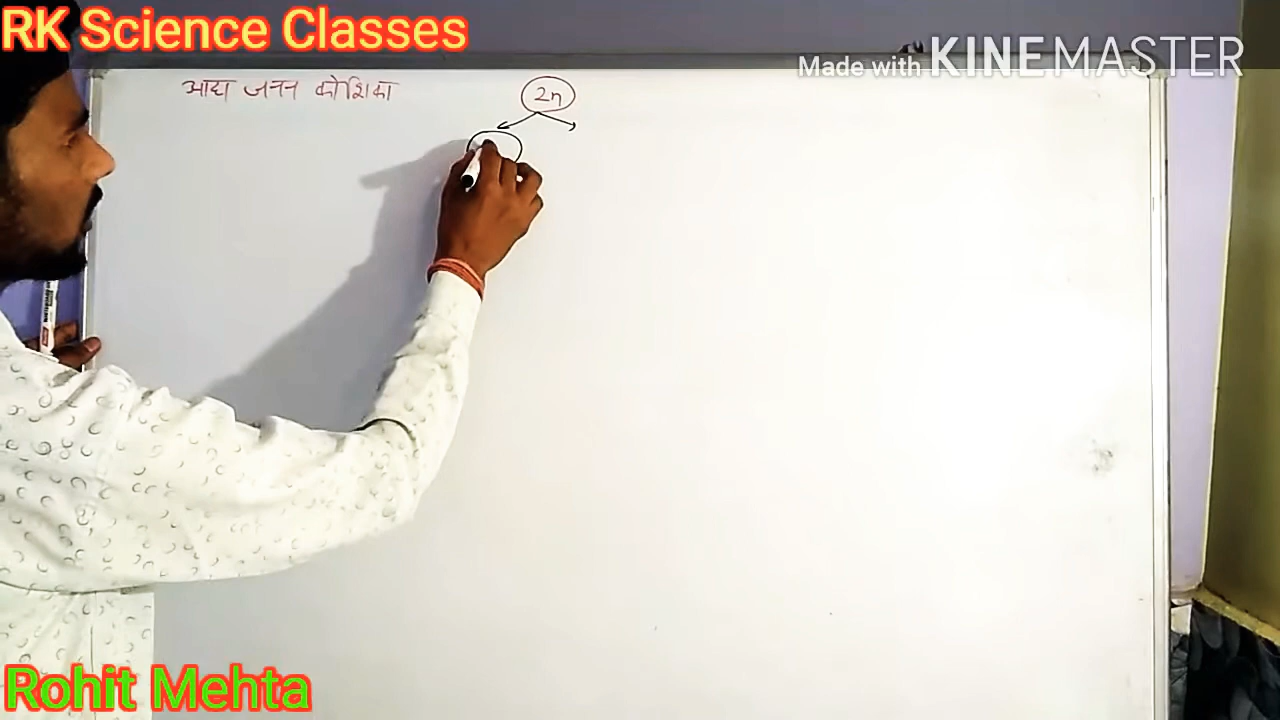 RK Science Classes
Made with KINEMASTER
आद्य जनन कोशिका
2n
Rohit Mehta